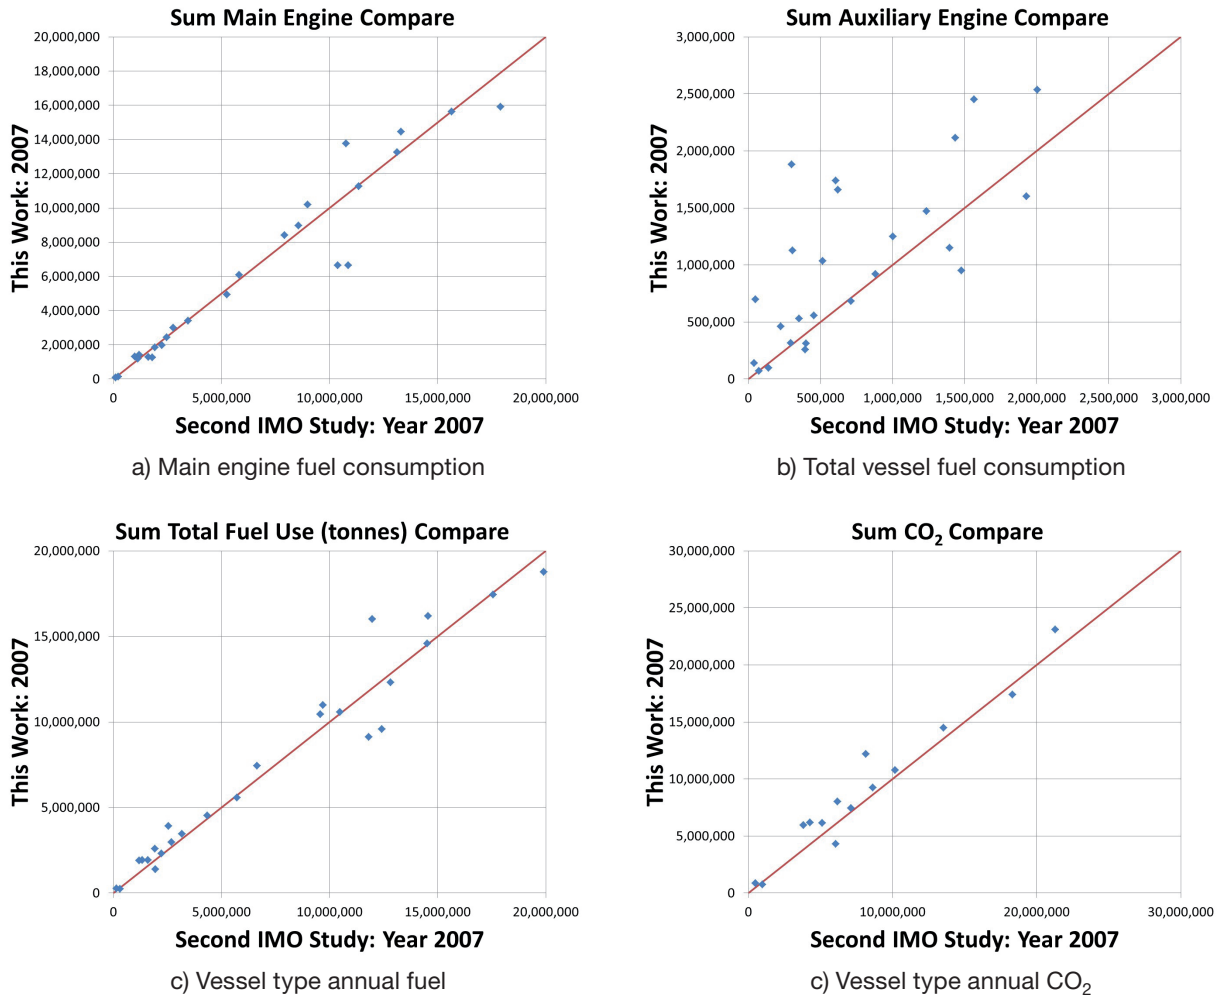 Sum Main Engine Compare
20,000,000
18,000,000
16,000,000
14,000,000
12,000,000
10,000,000
8,000,000
6,000,000
4,000,000
2,000,000
0
This Work: 2007
0 5,000,000 10,000,000 15,000,000 20,000,000
Second IMO Study: Year 2007
a) Main engine fuel consumption
Sum Auxiliary Engine Compare
3,000,000
2,500,000
2,000,000
1,500,000
1,000,000
500,000
0
This Work: 2007
0 500,000 1,000,000 1,500,000 2,000,000 2,500,000 3,000,000
Second IMO Study: Year 2007
b) Total vessel fuel consumption
Sum Total Fuel Use (tonnes) Compare
20,000,000
15,000,000
10,000,000
5,000,000
0
This Work: 2007
0 5,000,000 10,000,000 15,000,000 20,000,000
Second IMO Study: Year 2007
c) Vessel type annual fuel
Sum CO₂ Compare
30,000,000
25,000,000
20,000,000
15,000,000
10,000,000
5,000,000
0
This Work: 2007
0 10,000,000 20,000,000 30,000,000
Second IMO Study: Year 2007
c) Vessel type annual CO₂